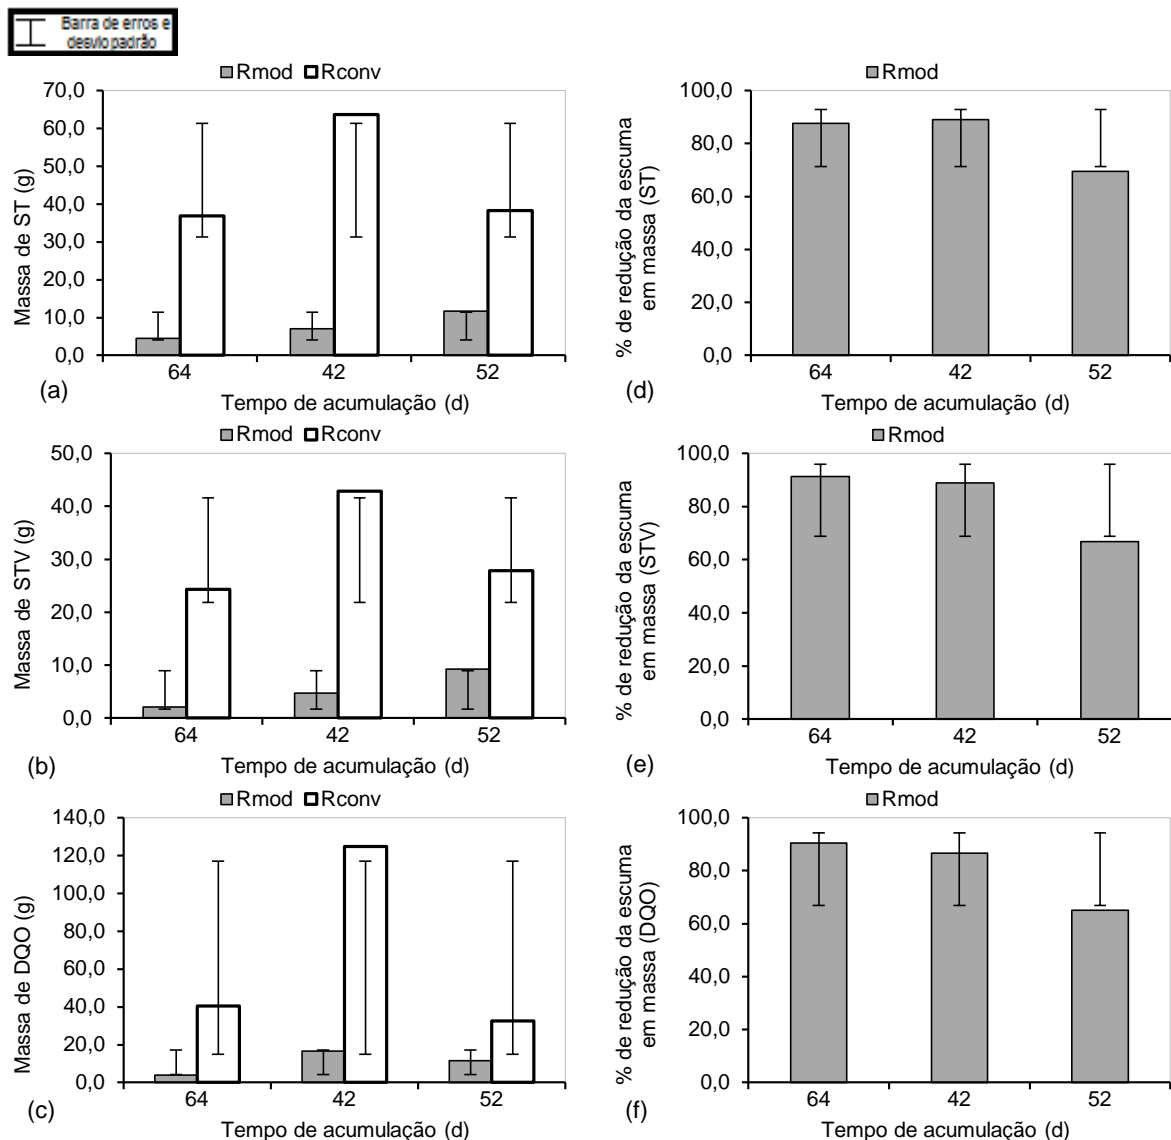 Barra de erros e
desvio padrão
Rmod Rconv
Massa de ST (g)
70,0
60,0
50,0
40,0
30,0
20,0
10,0
0,0
64 42 52
(a)
Tempo de acumulação (d)
Rmod
% de redução da escuma
em massa (ST)
100,0
80,0
60,0
40,0
20,0
0,0
64 42 52
(d)
Tempo de acumulação (d)
Rmod Rconv
Massa de STV (g)
50,0
40,0
30,0
20,0
10,0
0,0
64 42 52
(b)
Tempo de acumulação (d)
Rmod
% de redução da escuma
em massa (STV)
100,0
80,0
60,0
40,0
20,0
0,0
64 42 52
(e)
Tempo de acumulação (d)
Rmod Rconv
Massa de DQO (g)
140,0
120,0
100,0
80,0
60,0
40,0
20,0
0,0
64 42 52
(c)
Tempo de acumulação (d)
Rmod
% de redução da escuma
em massa (DQO)
100,0
80,0
60,0
40,0
20,0
0,0
64 42 52
(f)
Tempo de acumulação (d)